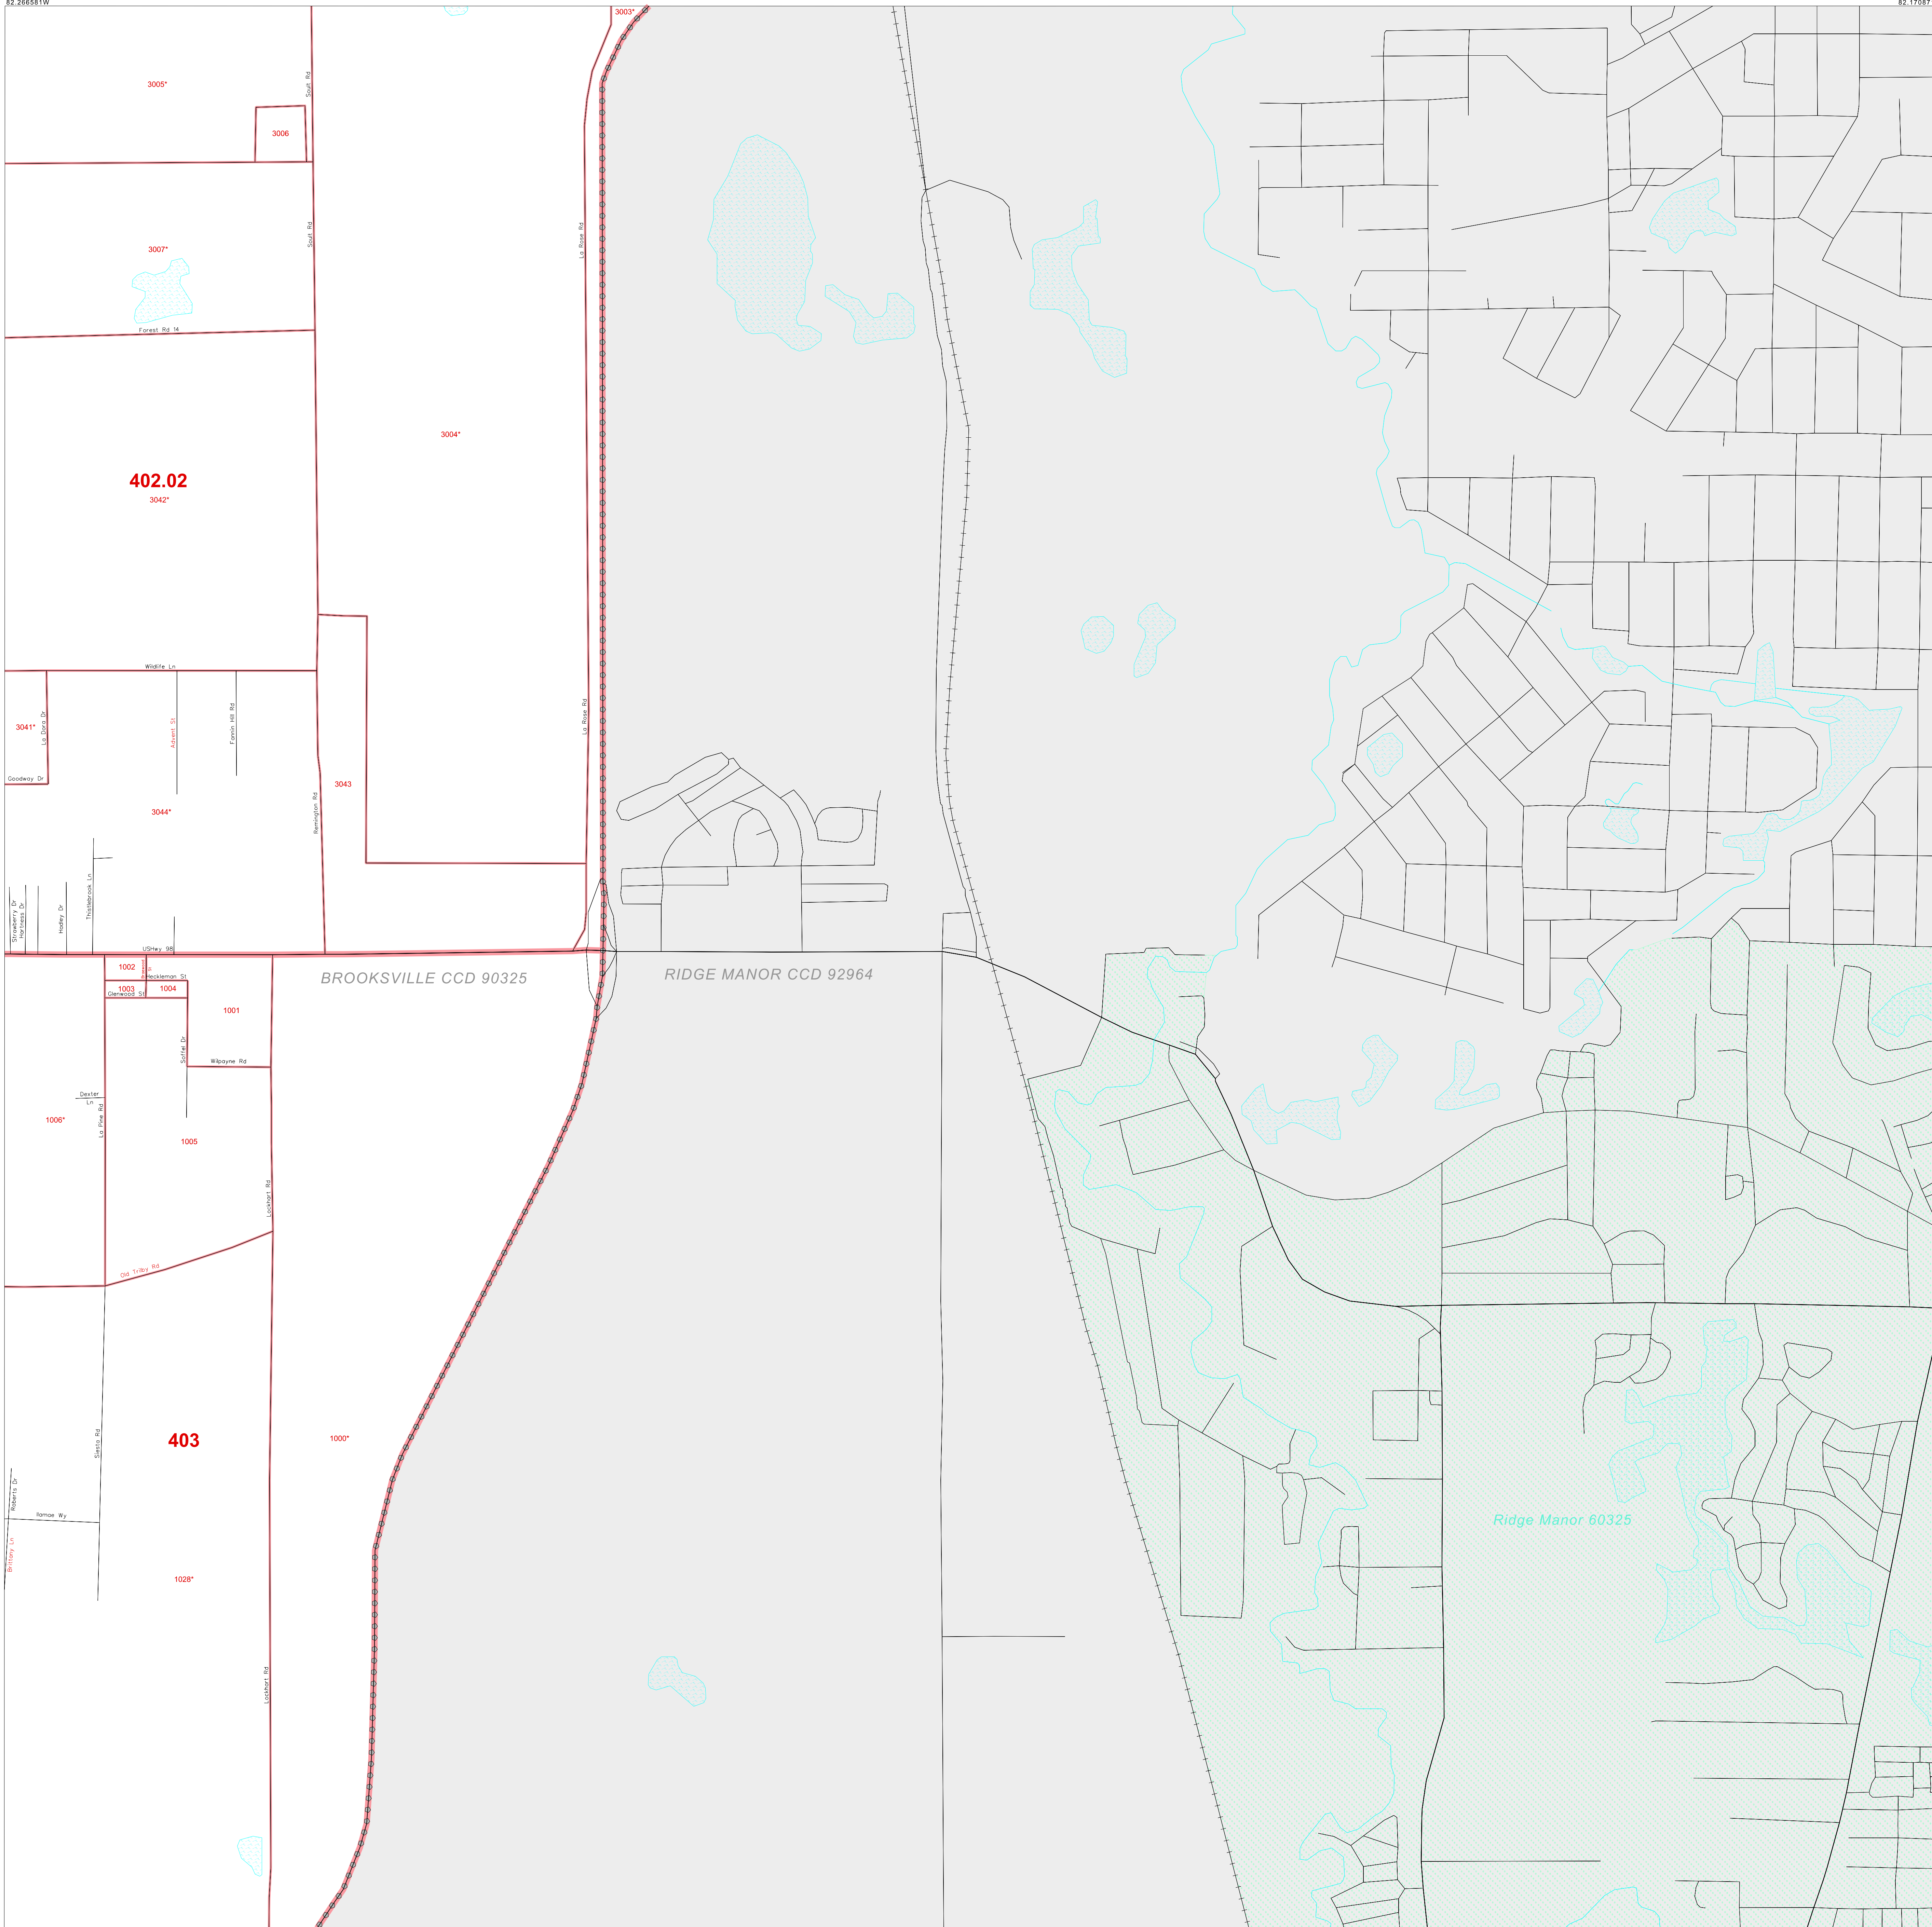 82.266581W
82.17087
3003*
3005*
Soult Rd
3006
3007*
Soult Rd
La Rose Rd
Forest Rd 14
3004*
402.02
3042*
Wildlife Ln
3041*
La Dora Dr
Advent St
Fannin Hill Rd
La Rose Rd
Goodway Dr
3043
3044*
Remington Rd
Thistlebrook Ln
Strawberry Dr
Hartness Dr
Hadley Dr
USHwy 98
1002
Heckleman St
BROOKSVILLE CCD 90325
RIDGE MANOR CCD 92964
1003
1004
Glenwood St
1001
Soffel Dr
Wilpayne Rd
Dexter
Ln
La Pine Rd
1006*
1005
Lockhart Rd
Old Trilby Rd
403
1000*
Siesta Rd
Roberts Dr
Ilamae Wy
Ridge Manor 60325
Brittany Ln
1028*
Lockhart Rd